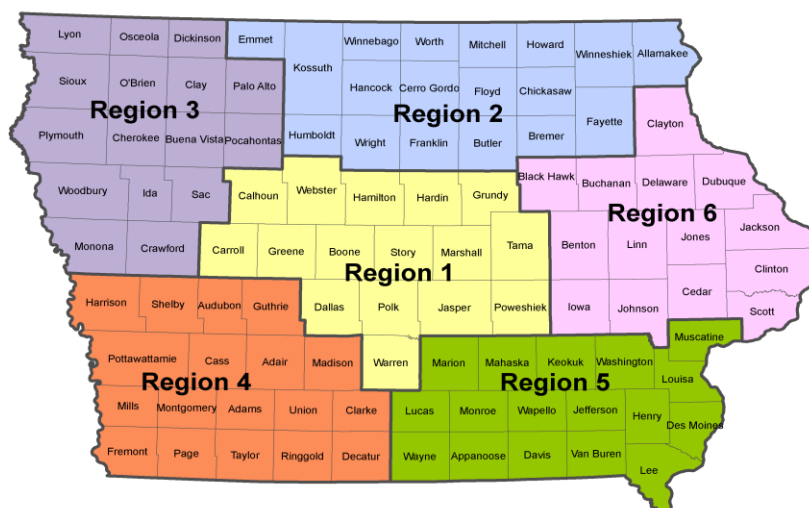 Lyon Osceola Dickinson Emmet Winnebago Worth Mitchell Howard Winneshiek Allamakee
Kossuth
Sioux O'Brien Clay Palo Alto Hancock Cerro Gordo Floyd Chickasaw
Region 3 Region 2
Fayette
Plymouth Cherokee Buena Vista Pocahontas Humboldt Wright Franklin Butler Bremer Clayton
Woodbury Ida Sac Calhoun Webster Hamilton Hardin Grundy Black Hawk Buchanan Delaware Dubuque
Region 6
Monona Crawford Carroll Greene Boone Story Marshall Tama Benton Linn Jones Jackson
Region 1
Clinton
Harrison Shelby Audubon Guthrie Dallas Polk Jasper Poweshiek Iowa Johnson Cedar Scott
Muscatine
Pottawattamie Cass Adair Madison Warren Marion Mahaska Keokuk Washington Louisa
Region 4 Region 5
Mills Montgomery Adams Union Clarke Lucas Monroe Wapello Jefferson Henry Des Moines
Fremont Page Taylor Ringgold Decatur Wayne Appanoose Davis Van Buren Lee